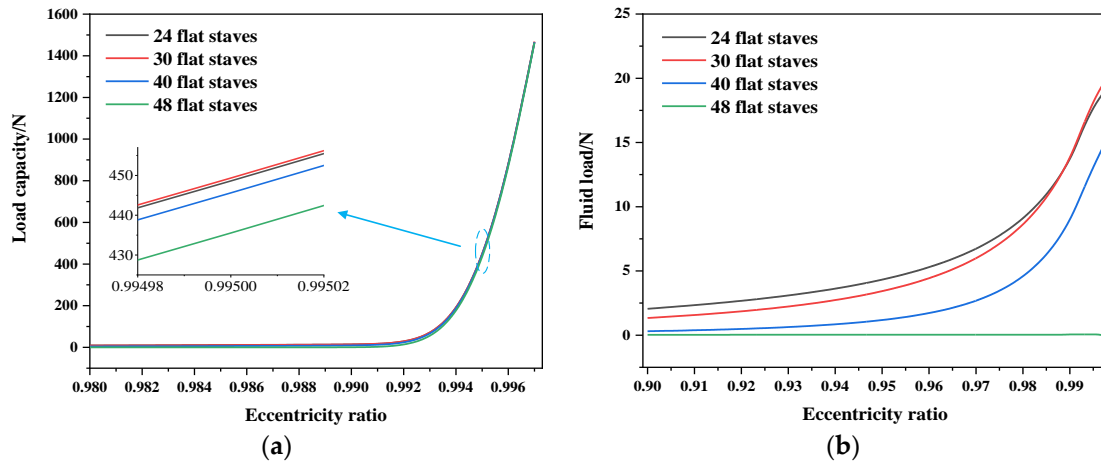 1600
1400
1200
1000
800
600
400
200
0
Load capacity/N
24 flat staves
30 flat staves
40 flat staves
48 flat staves
450
440
430
0.99498
0.99500
0.99502
0.980
0.982
0.984
0.986
0.988
0.990
0.992
0.994
0.996
Eccentricity ratio
(a)
25
20
15
10
5
0
Fluid load/N
24 flat staves
30 flat staves
40 flat staves
48 flat staves
0.90
0.91
0.92
0.93
0.94
0.95
0.96
0.97
0.98
0.99
Eccentricity ratio
(b)